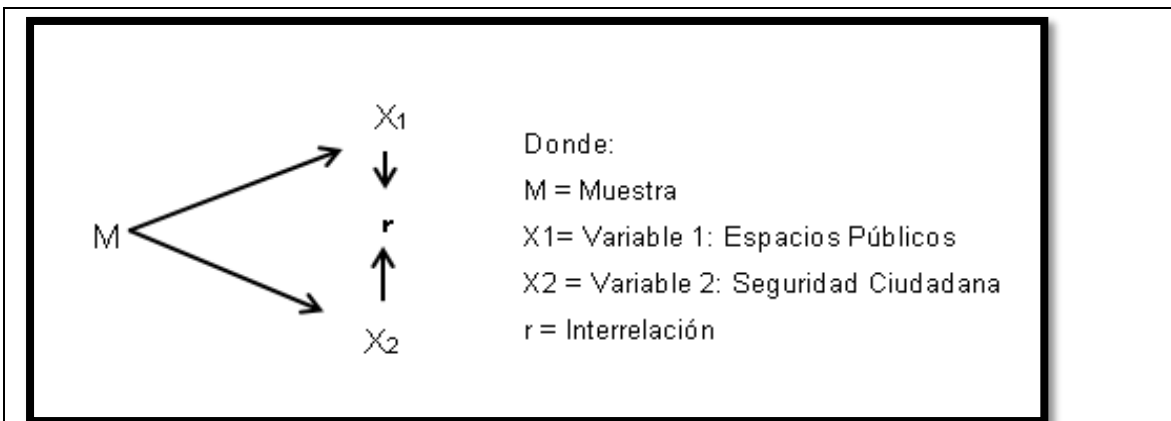 X1
M
r
X2
Donde:
M = Muestra
X1= Variable 1: Espacios Públicos
X2 = Variable 2: Seguridad Ciudadana
r = Interrelación